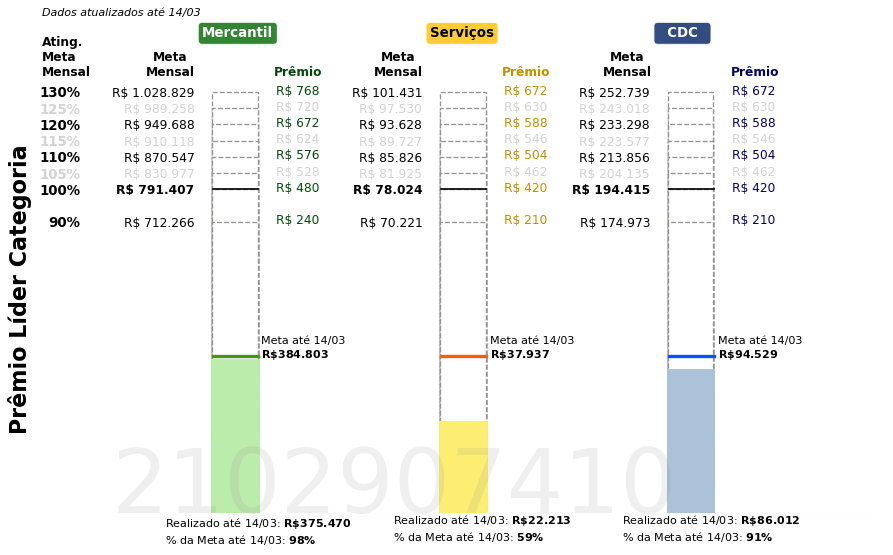 Dados atualizados até 14/03
Mercantil Serviços CDC
Ating.
Meta Meta Meta Meta
Mensal Mensal Prêmio Mensal Prêmio Mensal Prêmio
130% R$ 1.028.829 R$ 768 R$ 101.431 R$ 672 R$ 252.739 R$ 672
125% R$ 989.258 R$ 720 R$ 97.530 R$ 630 R$ 243.018 R$ 630
120% R$ 949.688 R$ 672 R$ 93.628 R$ 588 R$ 233.298 R$ 588
115% R$ 910.118 R$ 624 R$ 89.727 R$ 546 R$ 223.577 R$ 546
110% R$ 870.547 R$ 576 R$ 85.826 R$ 504 R$ 213.856 R$ 504
105% R$ 830.977 R$ 528 R$ 81.925 R$ 462 R$ 204.135 R$ 462
100% R$ 791.407 R$ 480 R$ 78.024 R$ 420 R$ 194.415 R$ 420
90% R$ 712.266 R$ 240 R$ 70.221 R$ 210 R$ 174.973 R$ 210
Prêmio Líder Categoria
Meta até 14/03 Meta até 14/03 Meta até 14/03
R$384.803 R$37.937 R$94.529
2102907410
Realizado até 14/03: R$375.470 Realizado até 14/03: R$22.213 Realizado até 14/03: R$86.012
% da Meta até 14/03: 98% % da Meta até 14/03: 59% % da Meta até 14/03: 91%